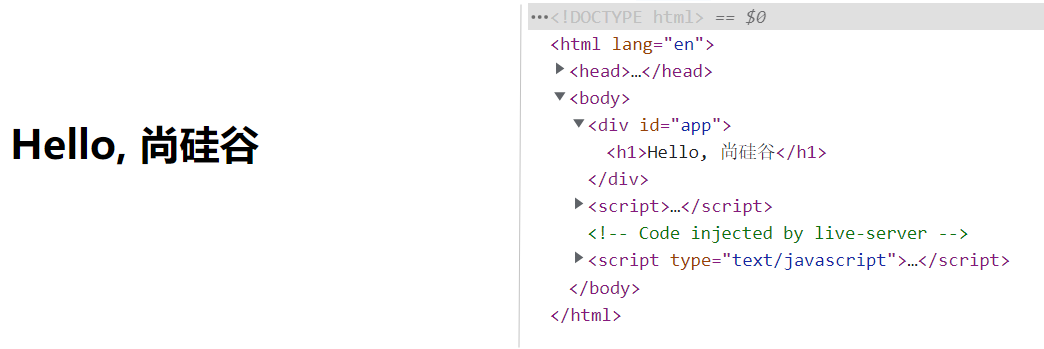 Hello, 尚硅谷
<!DOCTYPE html> == $0
<html lang="en">
<head>…</head>
<body>
<div id="app">
<h1>Hello, 尚硅谷</h1>
</div>
<script>…</script>
<!-- Code injected by live-server -->
<script type="text/javascript">…</script>
</body>
</html>